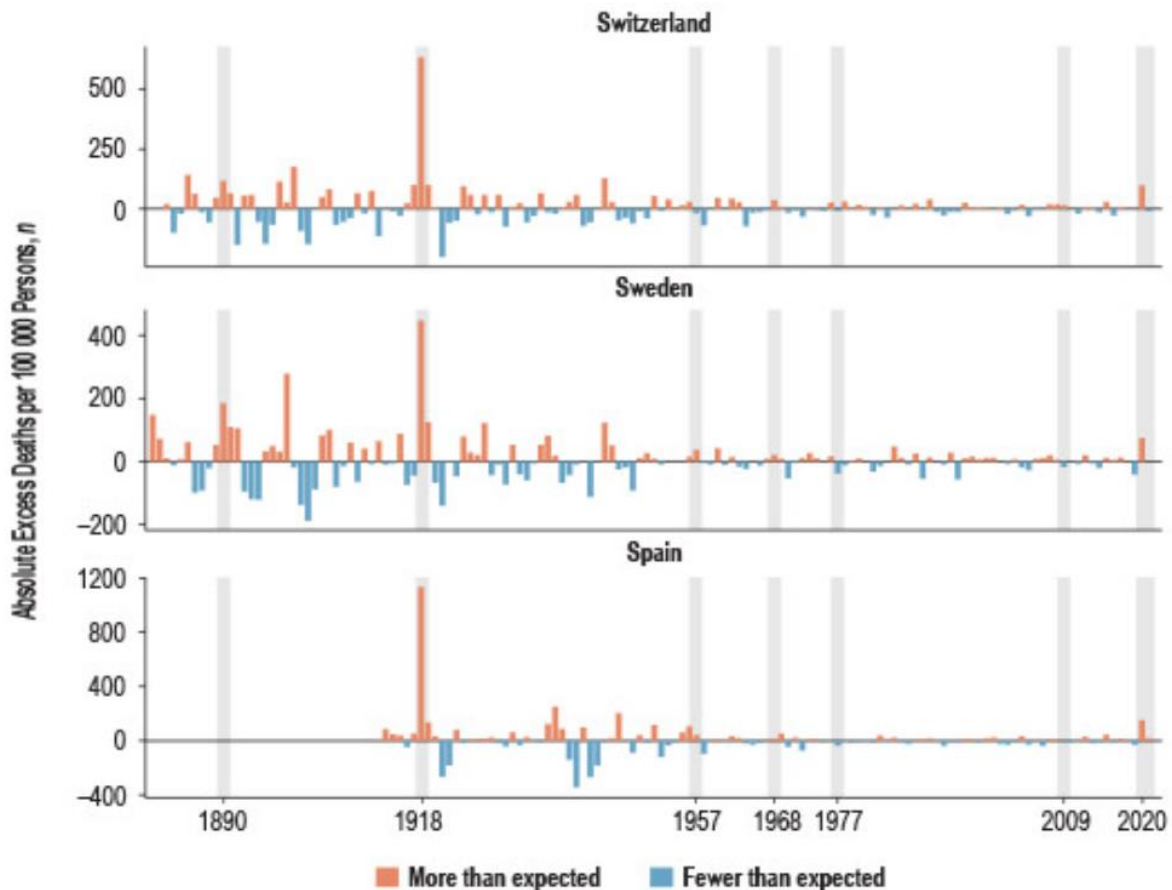 Switzerland
500
250
0
Sweden
400
200
0
–200
Spain
1200
800
400
0
–400
1890 1918 1957 1968 1977 2009 2020
Absolute Excess Deaths per 100 000 Persons, n
More than expected Fewer than expected